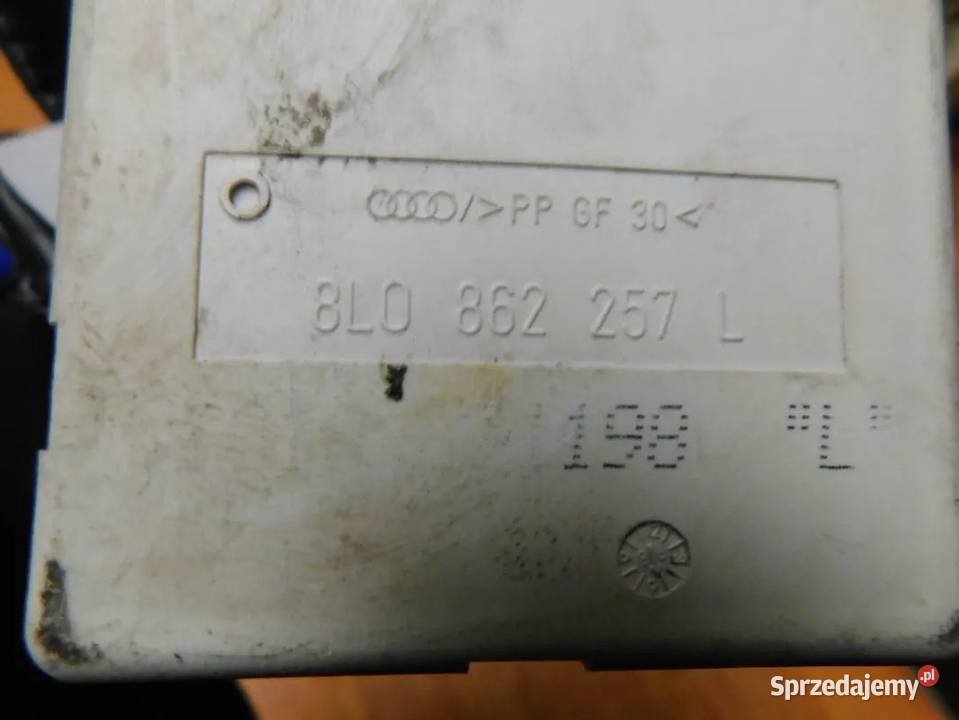 />PP GF 30<
8L0 862 257 L
198 "L"
Sprzedajemy.pl